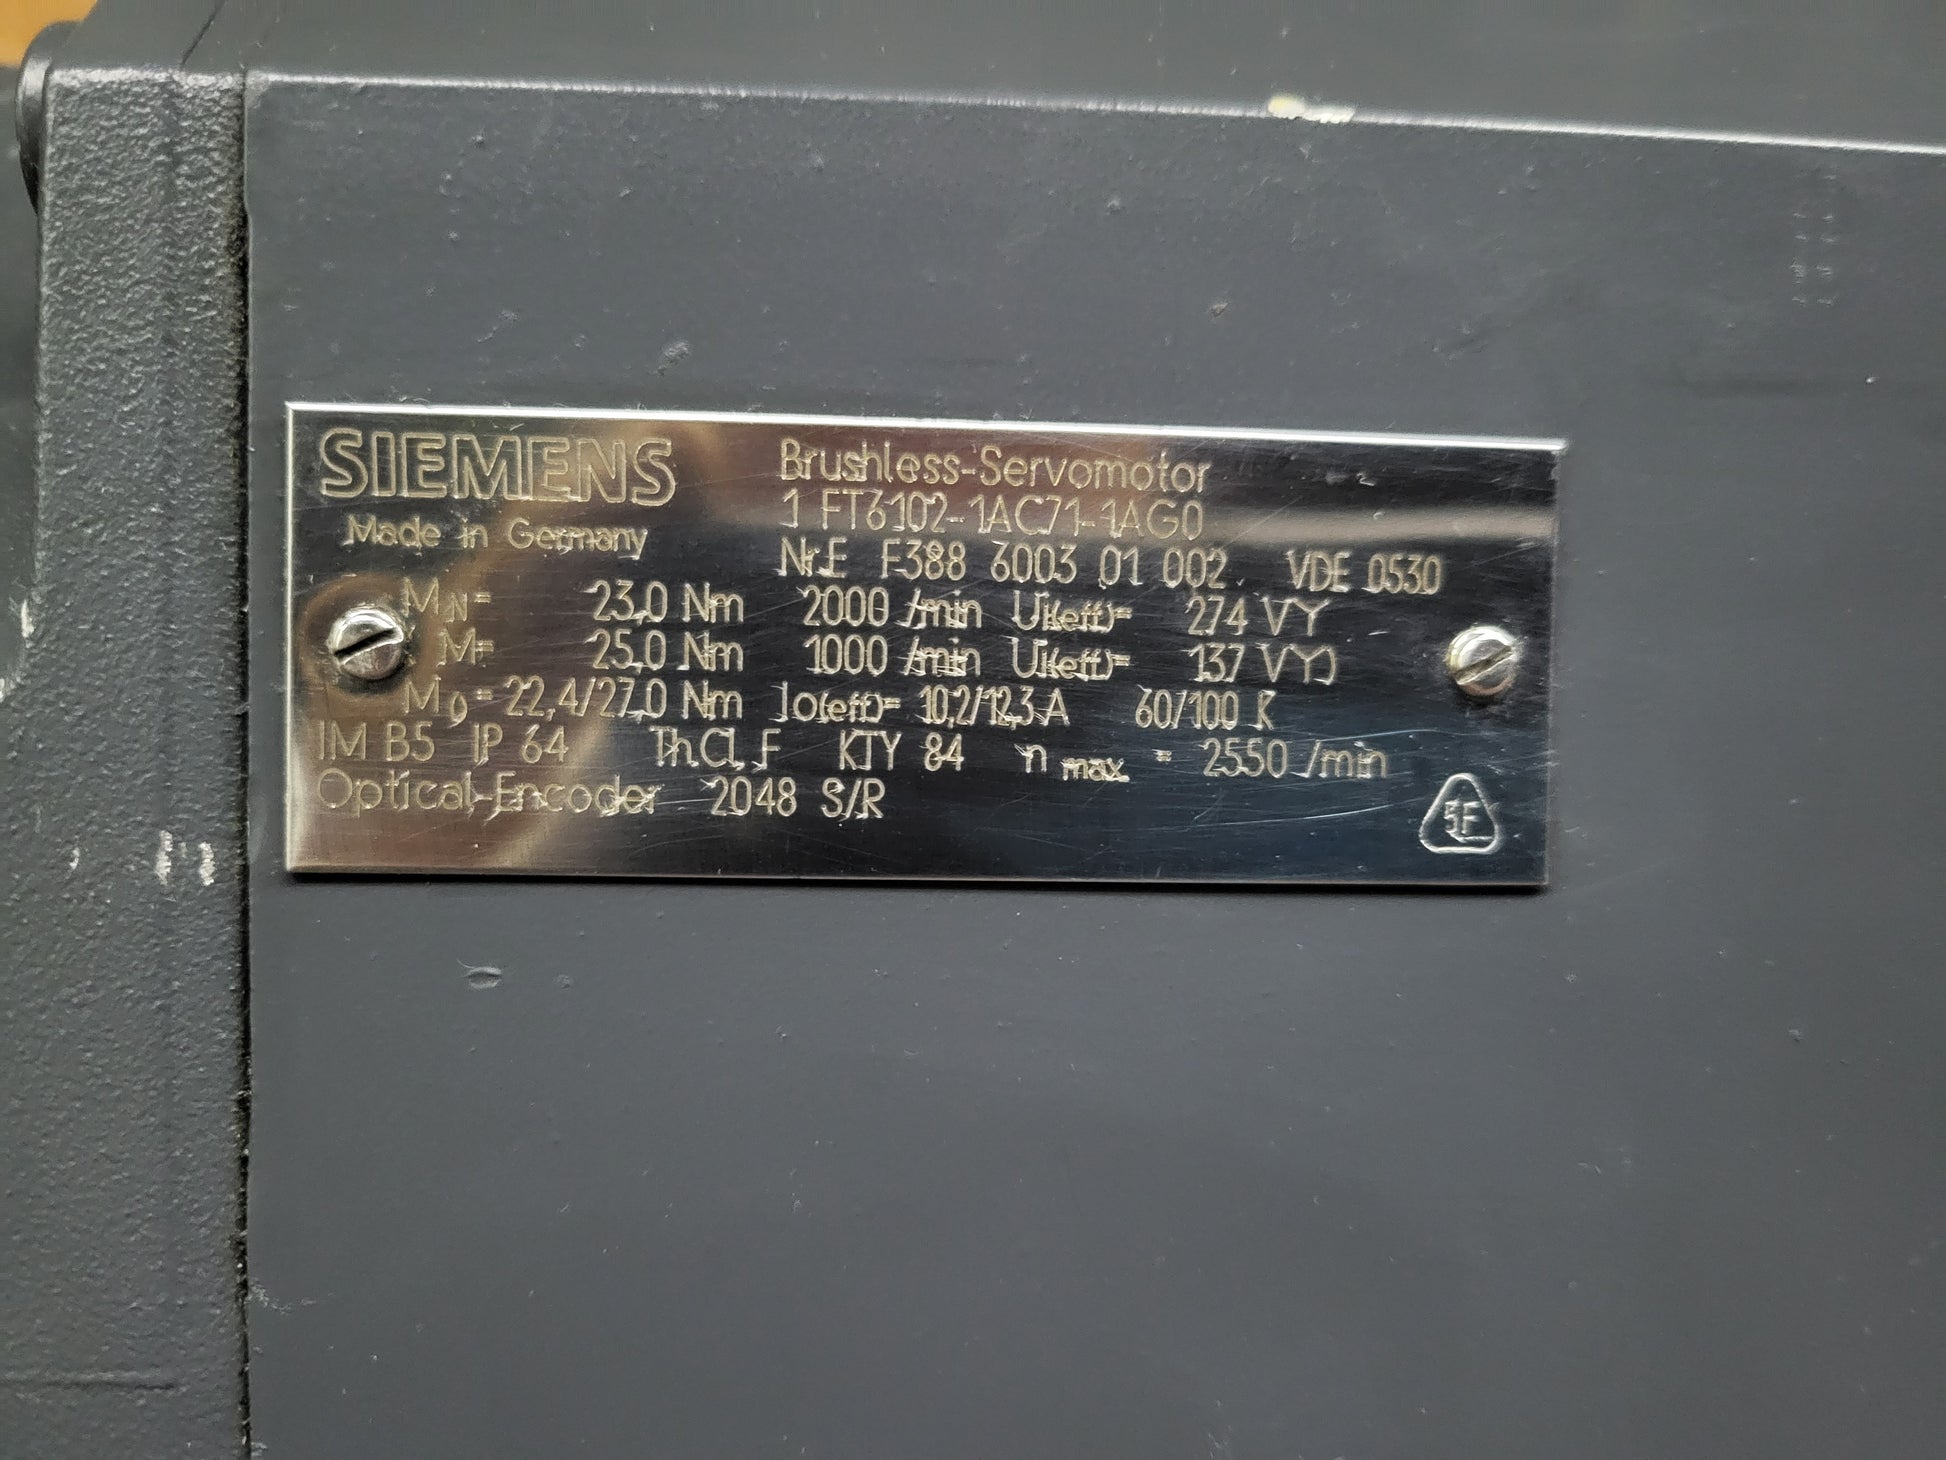 SIEMENS
Made in Germany
Brushless-Servomotor
1 FT6102-1AC71-1AG0
Nr.E F388 6003 01 002 VDE 0530
MN= 23,0 Nm 2000 /min Ui(eff)= 274 VY
M= 25,0 Nm 1000 /min Ui(eff)= 137 VY)
M0= 22,4/27,0 Nm Io(eff)= 10,2/12,3 A 60/100 K
IM B5 IP 64 Th.Cl. F KTY 84 n max. = 2550 /min
Optical-Encoder 2048 S/R